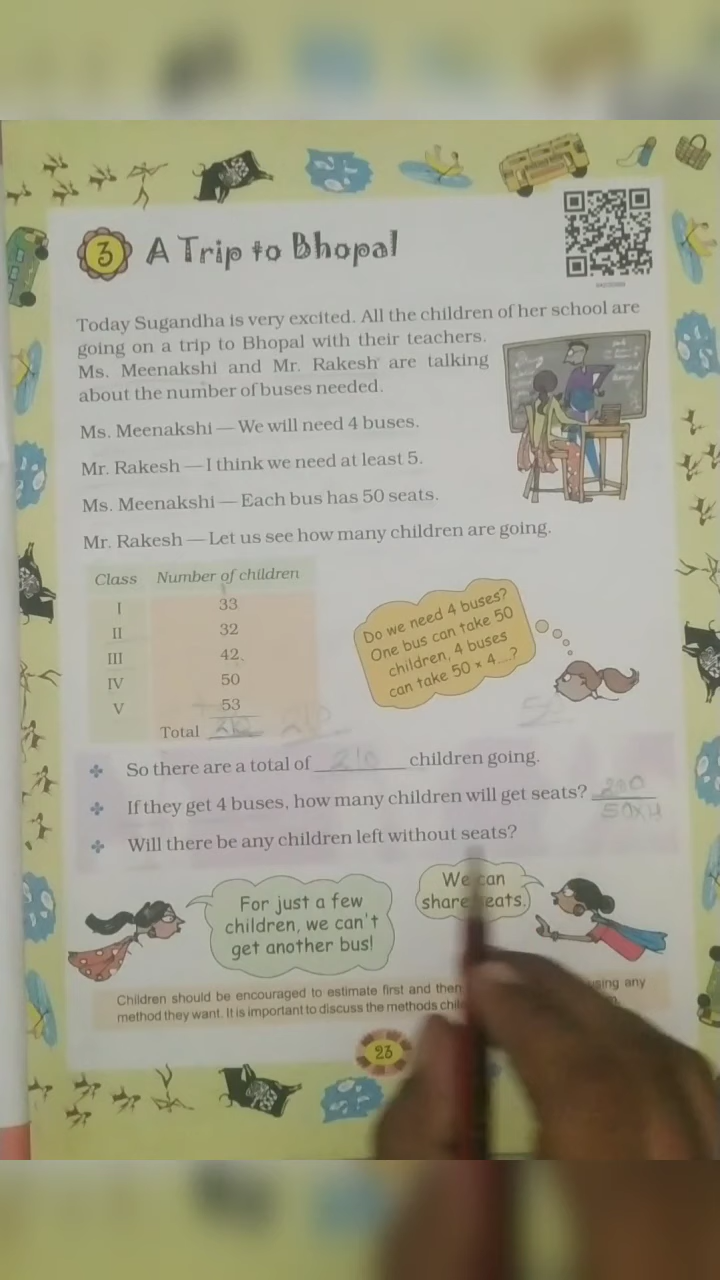 3 A Trip to Bhopal
Today Sugandha is very excited. All the children of her school are
going on a trip to Bhopal with their teachers.
Ms. Meenakshi and Mr. Rakesh are talking
about the number of buses needed.
Ms. Meenakshi — We will need 4 buses.
Mr. Rakesh — I think we need at least 5.
Ms. Meenakshi — Each bus has 50 seats.
Mr. Rakesh — Let us see how many children are going.
Class Number of children
I 33
II 32
III 42
IV 50
V 53
Total 210 210
Do we need 4 buses?
One bus can take 50
children, 4 buses
can take 50 × 4....?
So there are a total of 210 children going.
If they get 4 buses, how many children will get seats? 200
50×4
Will there be any children left without seats?
For just a few
children, we can't
get another bus!
We can
share seats.
Children should be encouraged to estimate first and then using any
method they want. It is important to discuss the methods
23